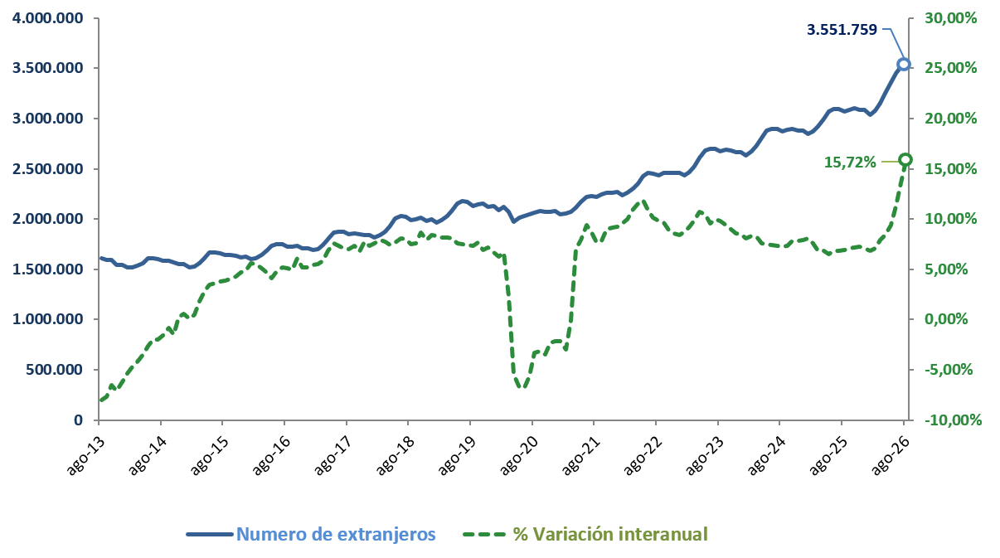 4.000.000
3.500.000
3.000.000
2.500.000
2.000.000
1.500.000
1.000.000
500.000
0
30,00%
25,00%
20,00%
15,00%
10,00%
5,00%
0,00%
-5,00%
-10,00%
3.551.759
15,72%
ago-13
ago-14
ago-15
ago-16
ago-17
ago-18
ago-19
ago-20
ago-21
ago-22
ago-23
ago-24
ago-25
ago-26
Numero de extranjeros
% Variación interanual